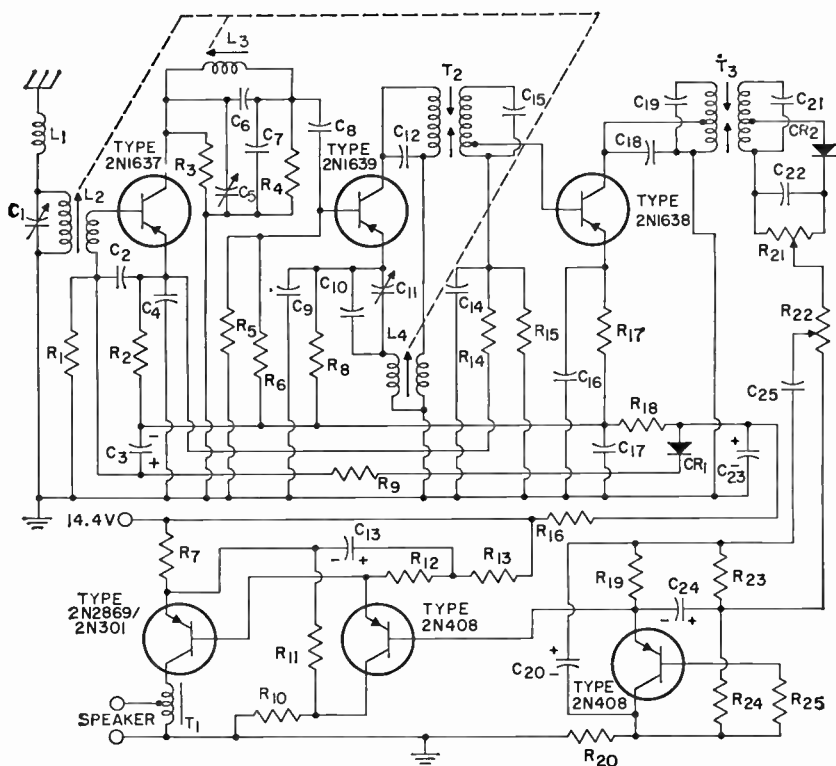 L3
T2
T3
L1
C6
C7
C8
C12
C15
C19
C21
CR2
TYPE
2N1637
TYPE
2N1639
C18
R3
C5
R4
TYPE
2N1638
C22
C1
L2
R21
C2
C4
C9
C10
C11
C14
R22
R1
R2
R5
R6
R8
L4
R14
R15
C16
R17
C25
R18
C3
-
+
R9
C17
CR1
+
C23
-
14.4V
R16
R7
C13
-
+
R12
R13
R19
C24
-
+
R23
TYPE
2N2869/
2N301
R11
TYPE
2N408
+
C20
-
TYPE
2N408
R24
R25
R10
SPEAKER
T1
R20